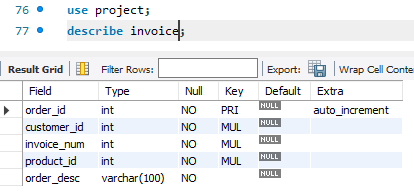 76 use project;
77 describe invoice;
Result Grid Filter Rows: Export: Wrap Cell Conte
Field Type Null Key Default Extra
order_id int NO PRI NULL auto_increment
customer_id int NO MUL NULL
invoice_num int NO MUL NULL
product_id int NO MUL NULL
order_desc varchar(100) NO NULL